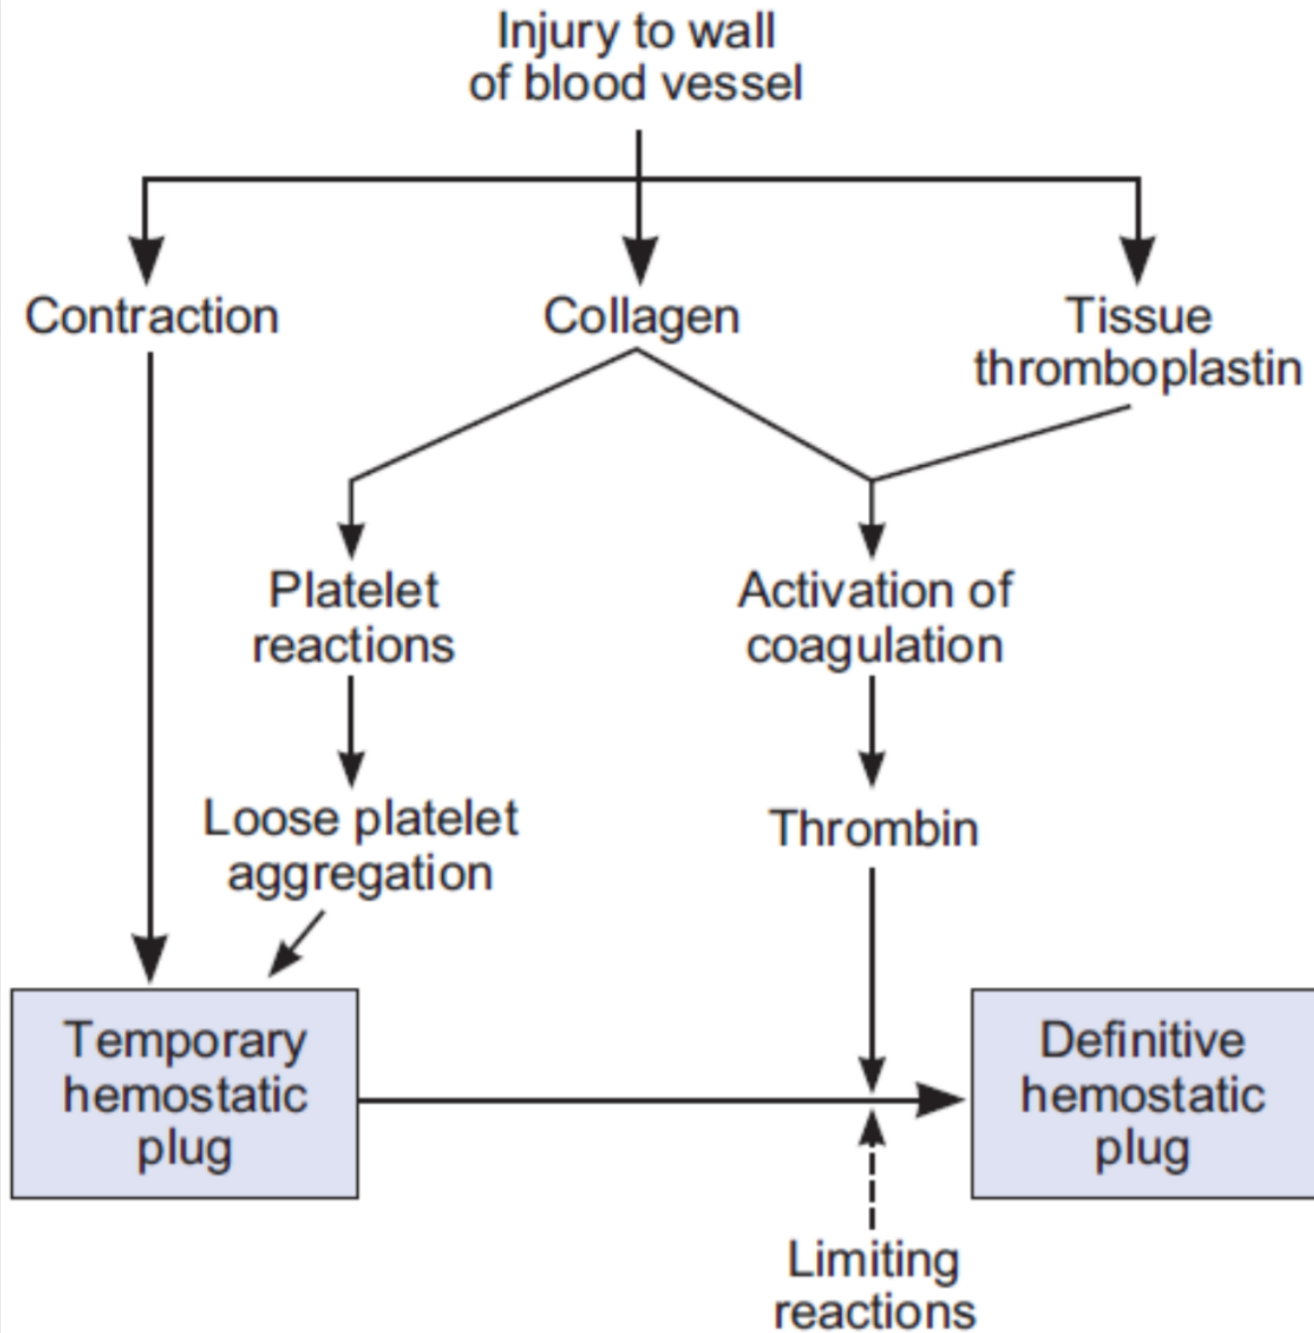 Injury to wall
of blood vessel
Contraction
Collagen
Tissue
thromboplastin
Platelet
reactions
Activation of
coagulation
Loose platelet
aggregation
Thrombin
Temporary
hemostatic
plug
Definitive
hemostatic
plug
Limiting
reactions